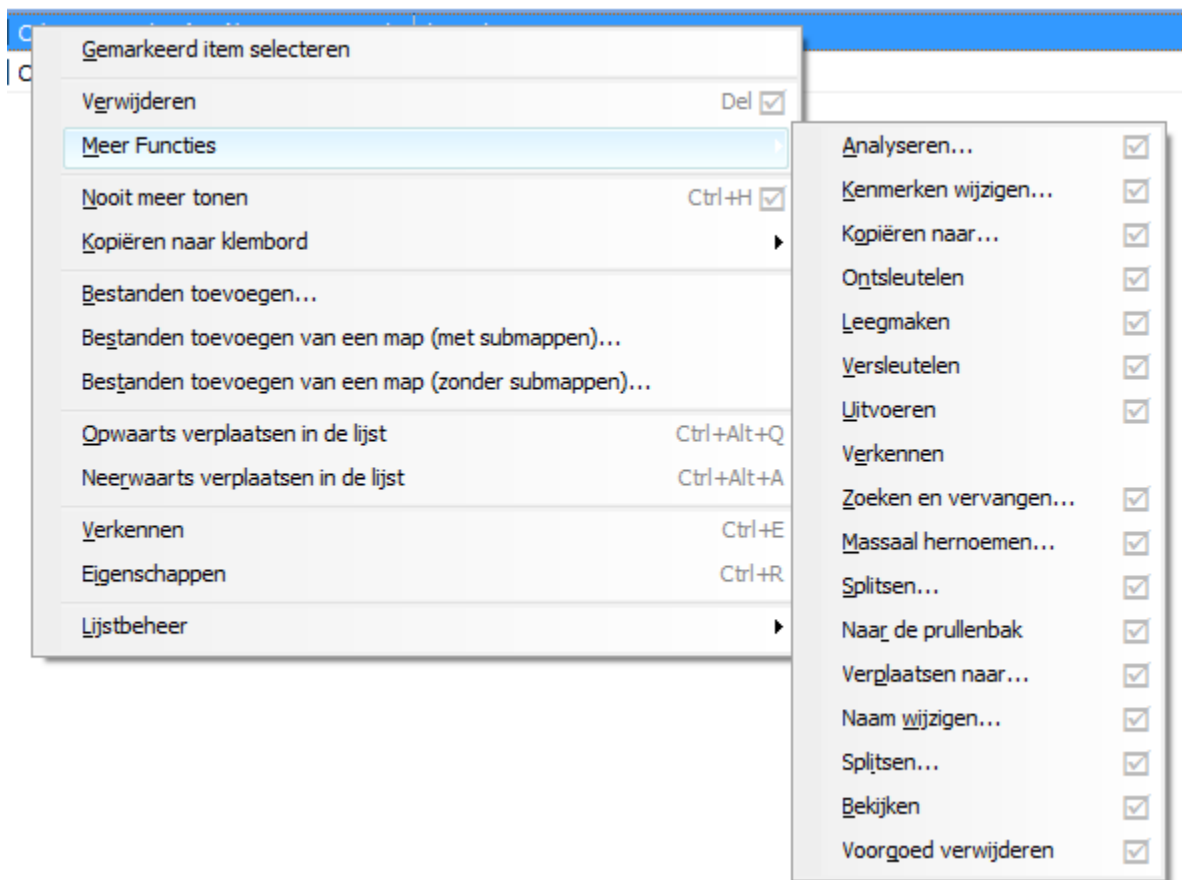 Gemarkeerd item selecteren
Verwijderen Del
Meer Functies
Nooit meer tonen Ctrl+H
Kopiëren naar klembord
Bestanden toevoegen...
Bestanden toevoegen van een map (met submappen)...
Bestanden toevoegen van een map (zonder submappen)...
Opwaarts verplaatsen in de lijst Ctrl+Alt+Q
Neerwaarts verplaatsen in de lijst Ctrl+Alt+A
Verkennen Ctrl+E
Eigenschappen Ctrl+R
Lijstbeheer
Analyseren...
Kenmerken wijzigen...
Kopiëren naar...
Ontsleutelen
Leegmaken
Versleutelen
Uitvoeren
Verkennen
Zoeken en vervangen...
Massaal hernoemen...
Splitsen...
Naar de prullenbak
Verplaatsen naar...
Naam wijzigen...
Splitsen...
Bekijken
Voorgoed verwijderen